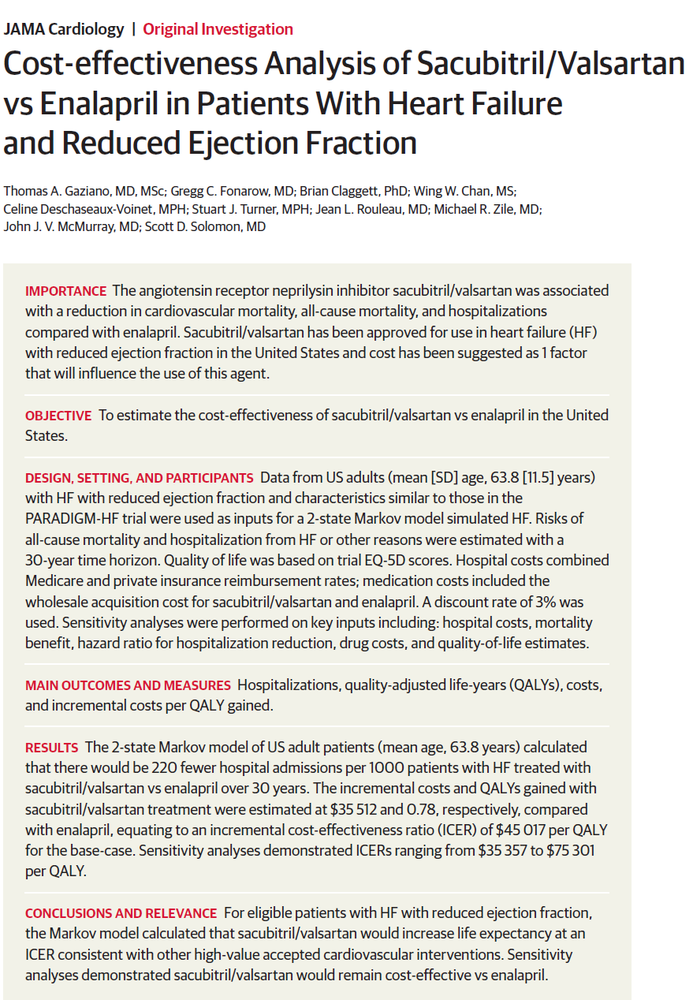 JAMA Cardiology | Original Investigation
Cost-effectiveness Analysis of Sacubitril/Valsartan
vs Enalapril in Patients With Heart Failure
and Reduced Ejection Fraction
Thomas A. Gaziano, MD, MSc; Gregg C. Fonarow, MD; Brian Claggett, PhD; Wing W. Chan, MS;
Celine Deschaseaux-Voinet, MPH; Stuart J. Turner, MPH; Jean L. Rouleau, MD; Michael R. Zile, MD;
John J. V. McMurray, MD; Scott D. Solomon, MD
IMPORTANCE The angiotensin receptor neprilysin inhibitor sacubitril/valsartan was associated
with a reduction in cardiovascular mortality, all-cause mortality, and hospitalizations
compared with enalapril. Sacubitril/valsartan has been approved for use in heart failure (HF)
with reduced ejection fraction in the United States and cost has been suggested as 1 factor
that will influence the use of this agent.
OBJECTIVE To estimate the cost-effectiveness of sacubitril/valsartan vs enalapril in the United
States.
DESIGN, SETTING, AND PARTICIPANTS Data from US adults (mean [SD] age, 63.8 [11.5] years)
with HF with reduced ejection fraction and characteristics similar to those in the
PARADIGM-HF trial were used as inputs for a 2-state Markov model simulated HF. Risks of
all-cause mortality and hospitalization from HF or other reasons were estimated with a
30-year time horizon. Quality of life was based on trial EQ-5D scores. Hospital costs combined
Medicare and private insurance reimbursement rates; medication costs included the
wholesale acquisition cost for sacubitril/valsartan and enalapril. A discount rate of 3% was
used. Sensitivity analyses were performed on key inputs including: hospital costs, mortality
benefit, hazard ratio for hospitalization reduction, drug costs, and quality-of-life estimates.
MAIN OUTCOMES AND MEASURES Hospitalizations, quality-adjusted life-years (QALYs), costs,
and incremental costs per QALY gained.
RESULTS The 2-state Markov model of US adult patients (mean age, 63.8 years) calculated
that there would be 220 fewer hospital admissions per 1000 patients with HF treated with
sacubitril/valsartan vs enalapril over 30 years. The incremental costs and QALYs gained with
sacubitril/valsartan treatment were estimated at $35 512 and 0.78, respectively, compared
with enalapril, equating to an incremental cost-effectiveness ratio (ICER) of $45 017 per QALY
for the base-case. Sensitivity analyses demonstrated ICERs ranging from $35 357 to $75 301
per QALY.
CONCLUSIONS AND RELEVANCE For eligible patients with HF with reduced ejection fraction,
the Markov model calculated that sacubitril/valsartan would increase life expectancy at an
ICER consistent with other high-value accepted cardiovascular interventions. Sensitivity
analyses demonstrated sacubitril/valsartan would remain cost-effective vs enalapril.